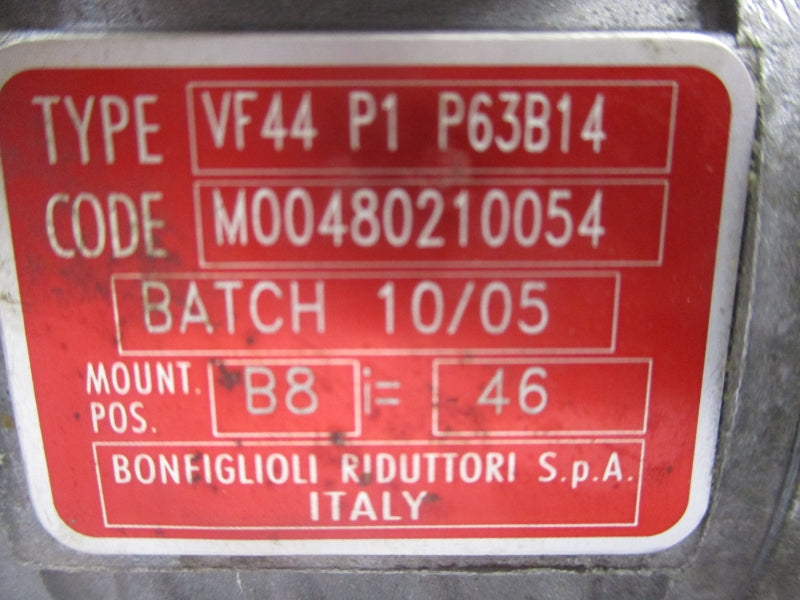 TYPE VF44 P1 P63B14
CODE M00480210054
BATCH 10/05
MOUNT. POS. B8 i= 46
BONFIGLIOLI RIDUTTORI S.p.A.
ITALY